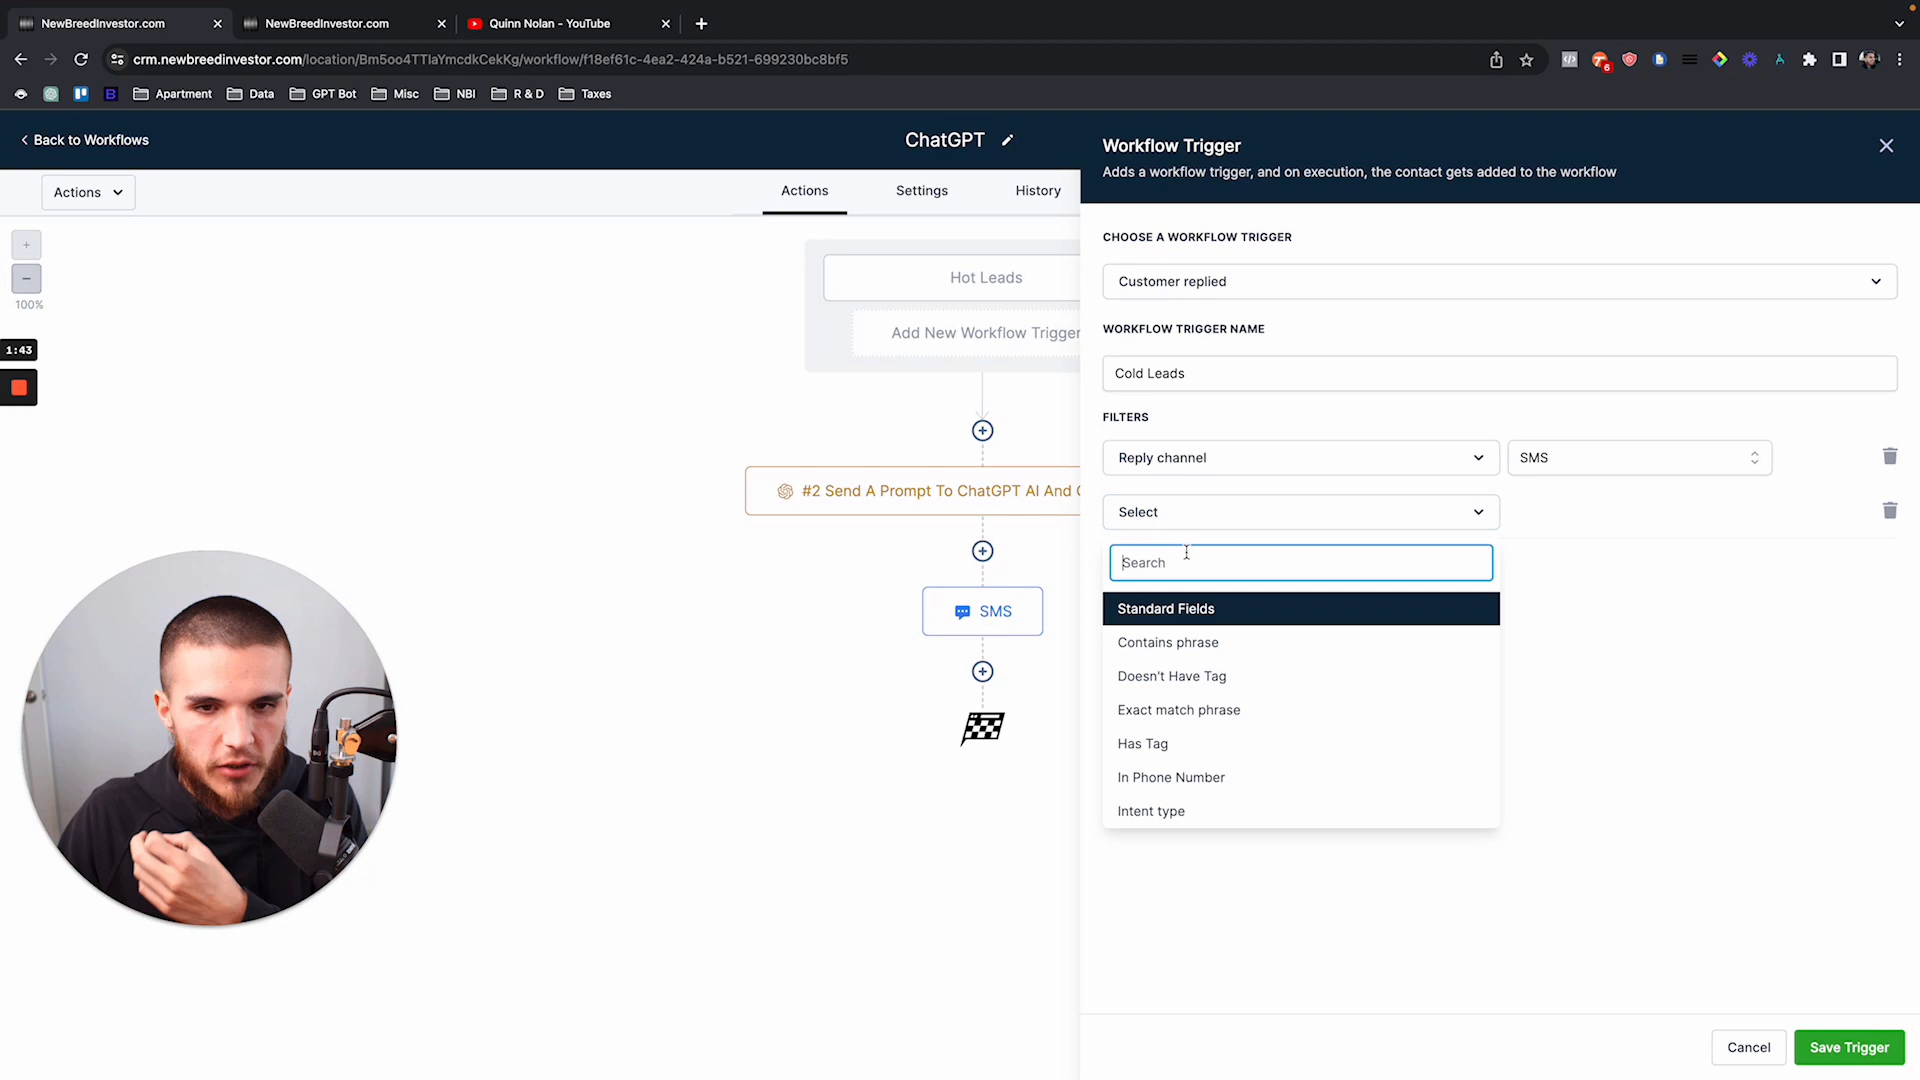 NewBreedInvestor.com
NewBreedInvestor.com
Quinn Nolan - YouTube
crm.newbreedinvestor.com/location/Bm5oo4TTlaYmcdkCekKg/workflow/f18ef61c-4ea2-424a-b521-699230bc8bf5
6
B
Apartment
Data
GPT Bot
Misc
NBI
R & D
Taxes
Back to Workflows
ChatGPT
Actions
Actions
Settings
History
100%
1:43
Hot Leads
Add New Workflow Trigger
#2 Send A Prompt To ChatGPT AI And
SMS
Workflow Trigger
Adds a workflow trigger, and on execution, the contact gets added to the workflow
CHOOSE A WORKFLOW TRIGGER
Customer replied
WORKFLOW TRIGGER NAME
Cold Leads
FILTERS
Reply channel
SMS
Select
Search
Standard Fields
Contains phrase
Doesn't Have Tag
Exact match phrase
Has Tag
In Phone Number
Intent type
Cancel
Save Trigger